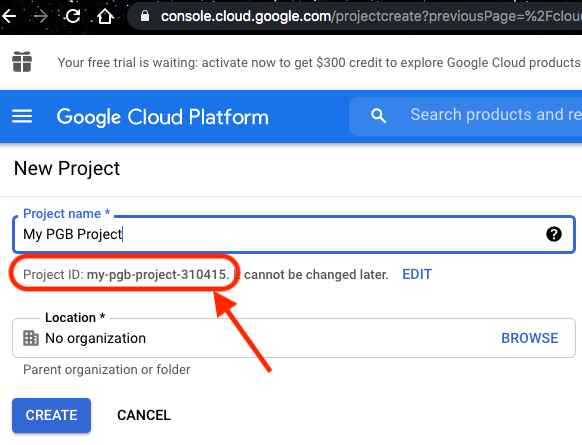 console.cloud.google.com/projectcreate?previousPage=%2Fclou
Your free trial is waiting: activate now to get $300 credit to explore Google Cloud products
Google Cloud Platform
Search products and re
New Project
Project name *
My PGB Project
Project ID: my-pgb-project-310415. cannot be changed later. EDIT
Location *
No organization BROWSE
Parent organization or folder
CREATE CANCEL